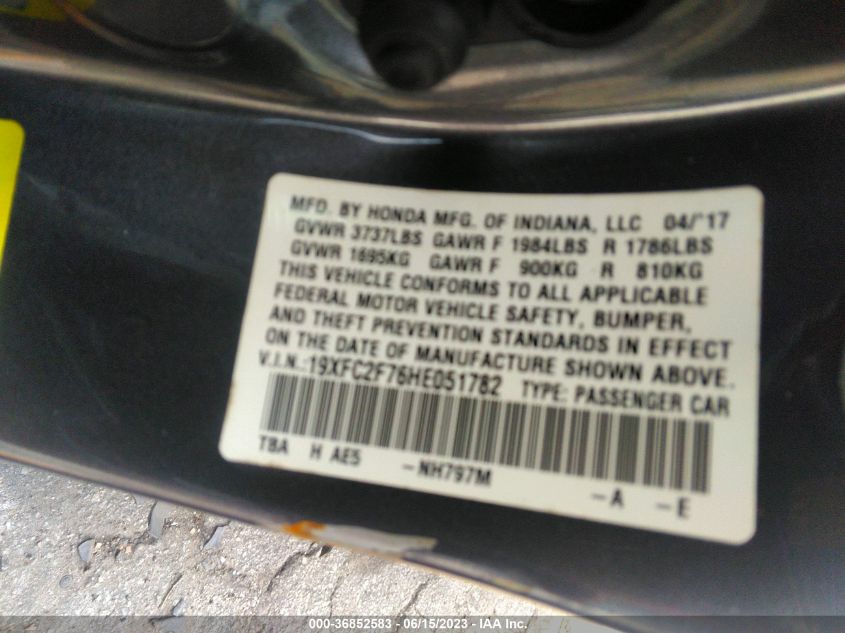 MFD. BY HONDA MFG. OF INDIANA, LLC 04/'17
GVWR 3737LBS GAWR F 1984LBS R 1786LBS
GVWR 1695KG GAWR F 900KG R 810KG
THIS VEHICLE CONFORMS TO ALL APPLICABLE
FEDERAL MOTOR VEHICLE SAFETY, BUMPER,
AND THEFT PREVENTION STANDARDS IN EFFECT
ON THE DATE OF MANUFACTURE SHOWN ABOVE.
V.I.N.:19XFC2F76HE051782 TYPE: PASSENGER CAR
TBA H AE5 -NH797M -A -E
000-36852583 - 06/15/2023 - IAA Inc.